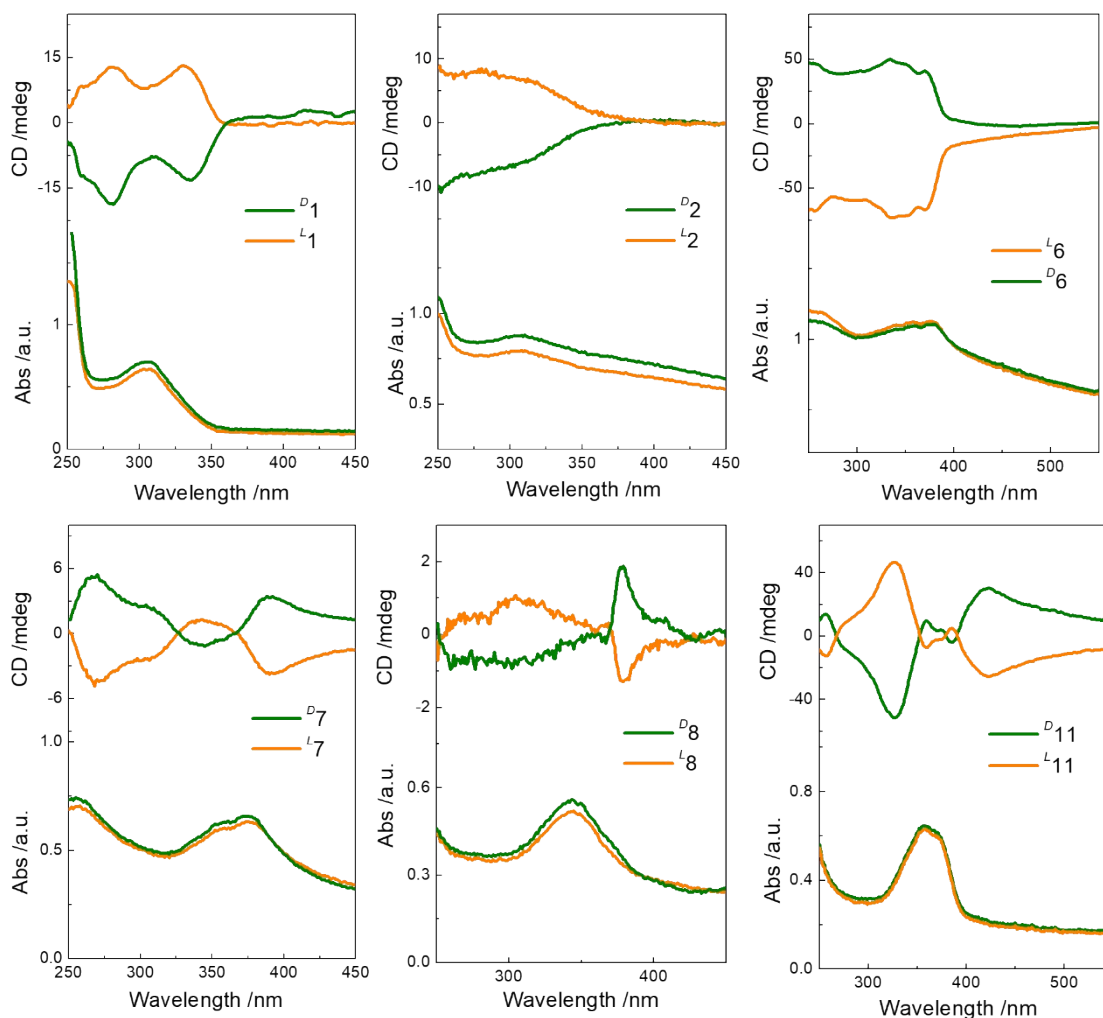 CD /mdeg
15
0
-15
D1
L1
Abs /a.u.
1
0
250 300 350 400 450
Wavelength /nm
CD /mdeg
10
0
-10
D2
L2
Abs /a.u.
1.0
0.5
250 300 350 400 450
Wavelength /nm
CD /mdeg
50
0
-50
L6
D6
Abs /a.u.
1
300 400 500
Wavelength /nm
CD /mdeg
6
0
-6
D7
L7
Abs /a.u.
1.0
0.5
0.0
250 300 350 400 450
Wavelength /nm
CD /mdeg
2
0
-2
D8
L8
Abs /a.u.
0.6
0.3
0.0
300 400
Wavelength /nm
CD /mdeg
40
0
-40
D11
L11
Abs /a.u.
0.8
0.4
0.0
300 400 500
Wavelength /nm